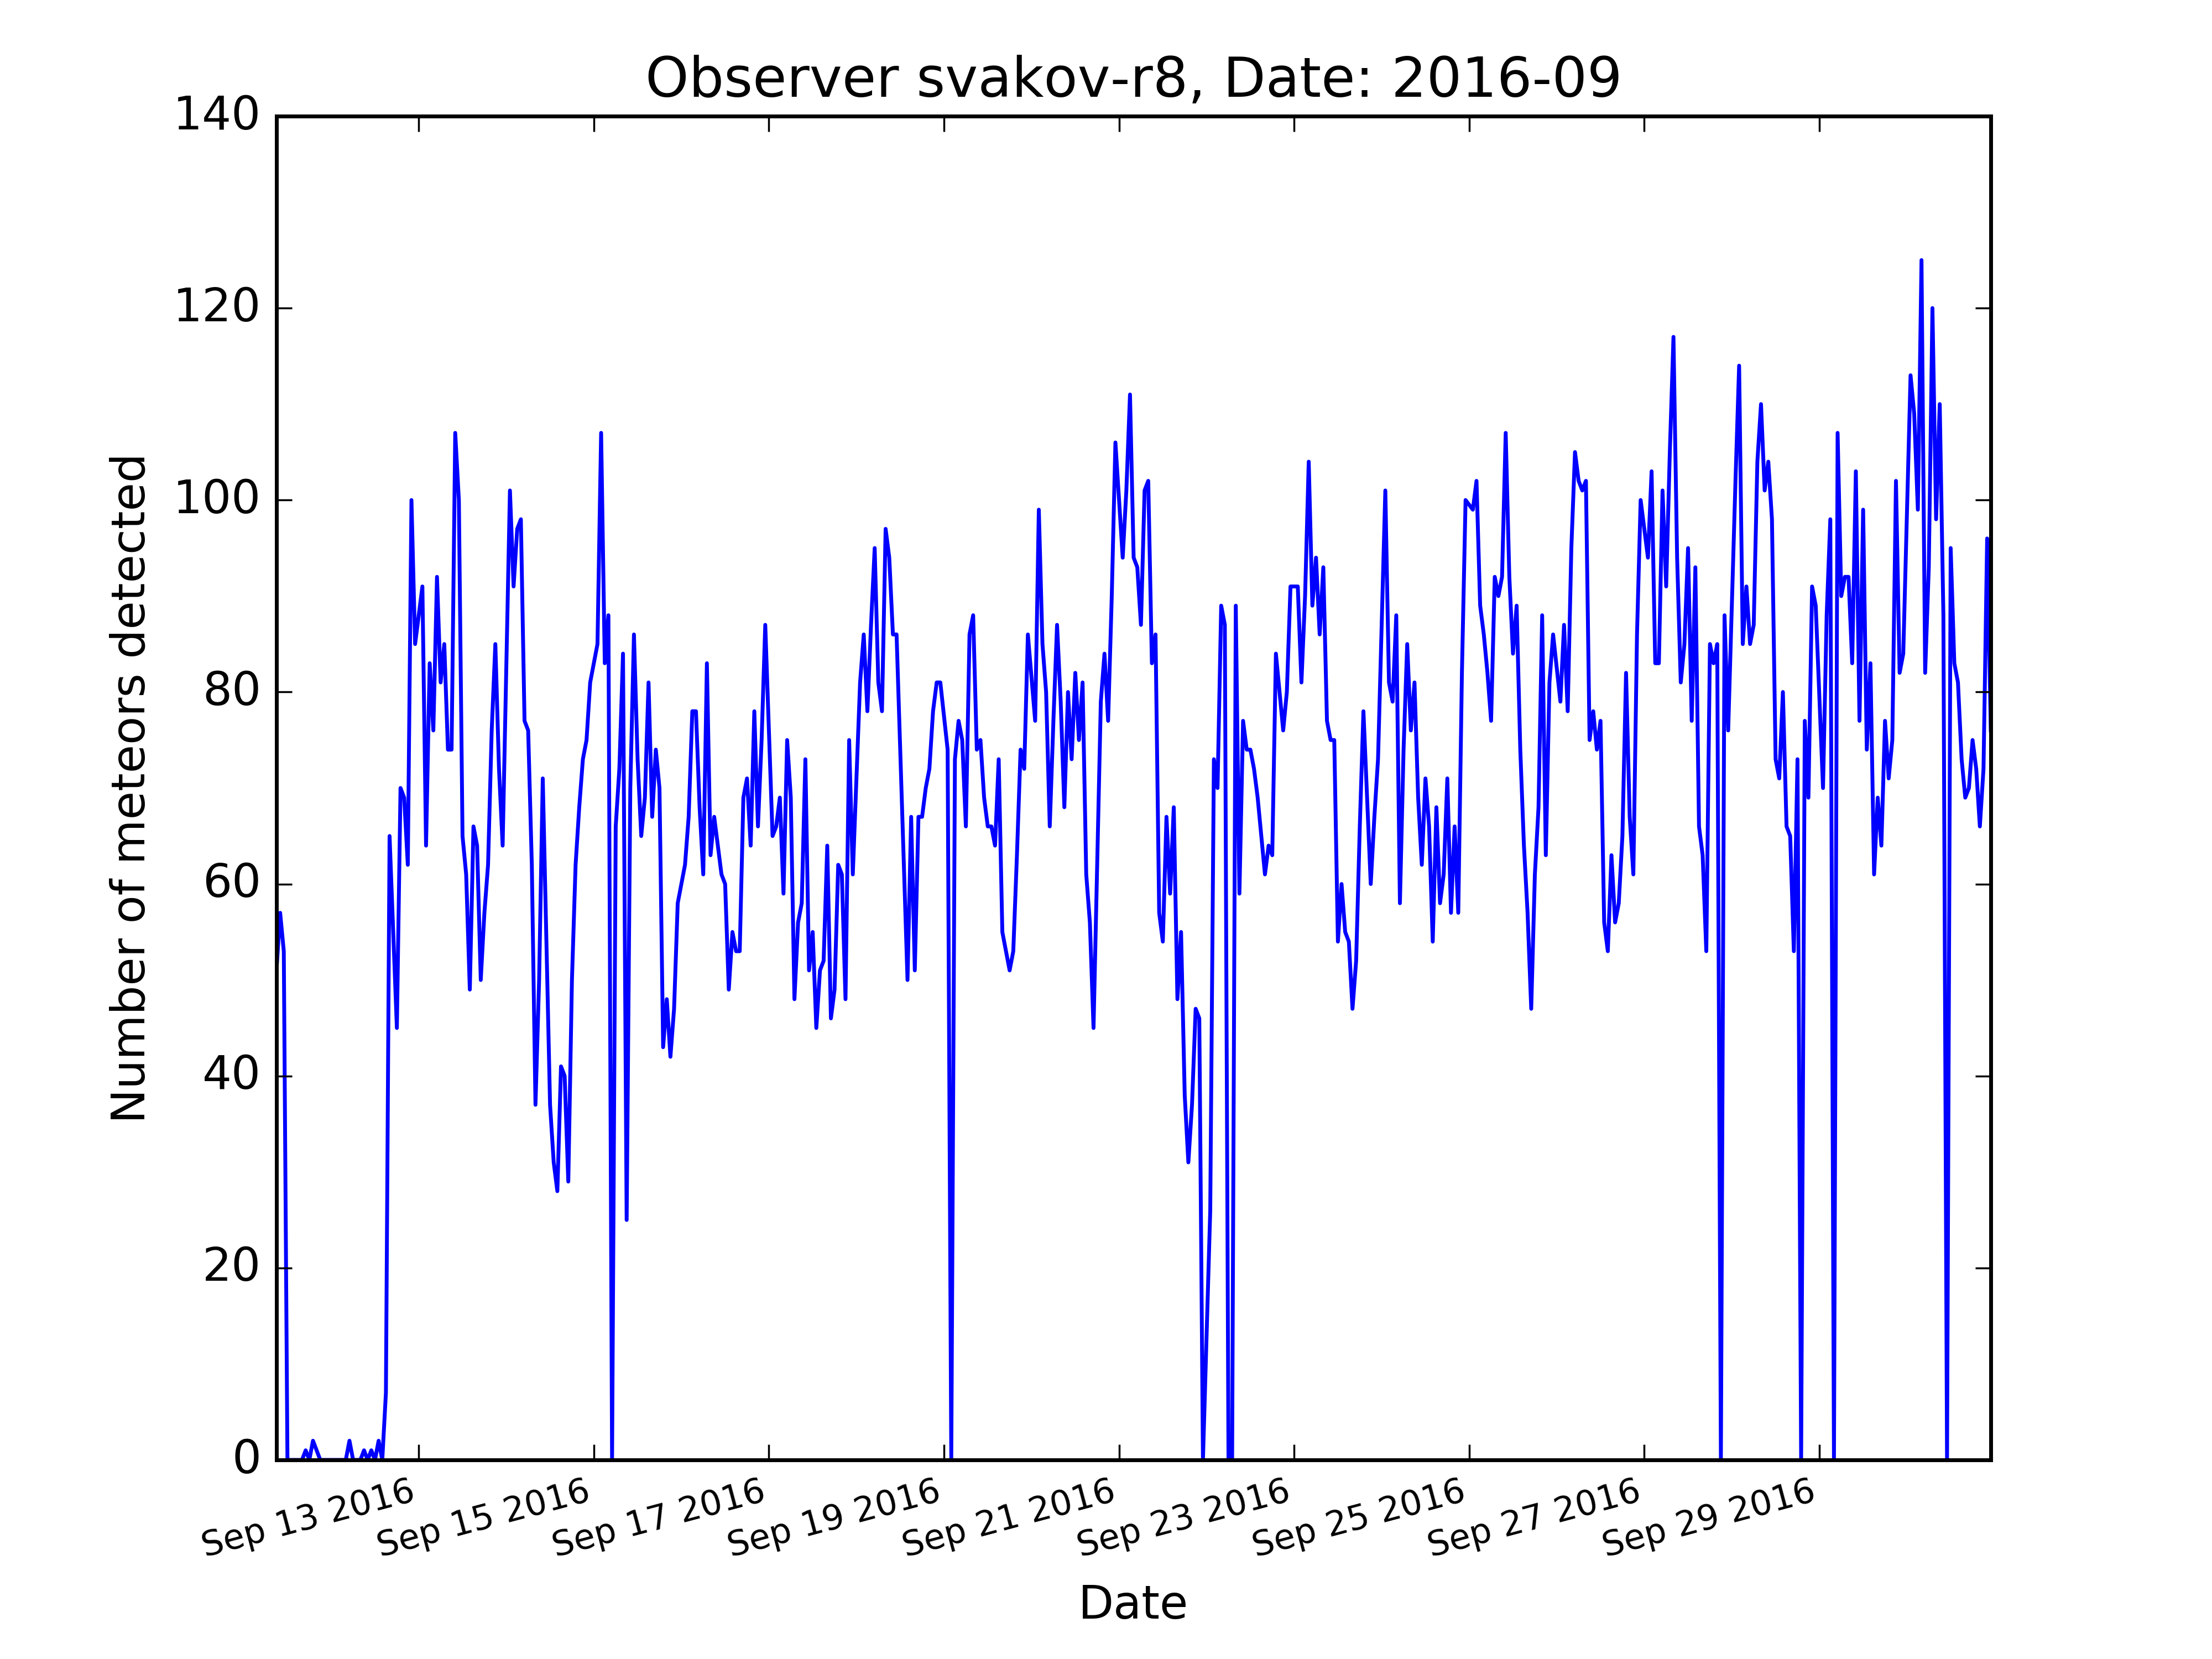 Observer svakov-r8, Date: 2016-09
140
120
100
80
60
40
20
0
Number of meteors detected
Sep 13 2016
Sep 15 2016
Sep 17 2016
Sep 19 2016
Sep 21 2016
Sep 23 2016
Sep 25 2016
Sep 27 2016
Sep 29 2016
Date